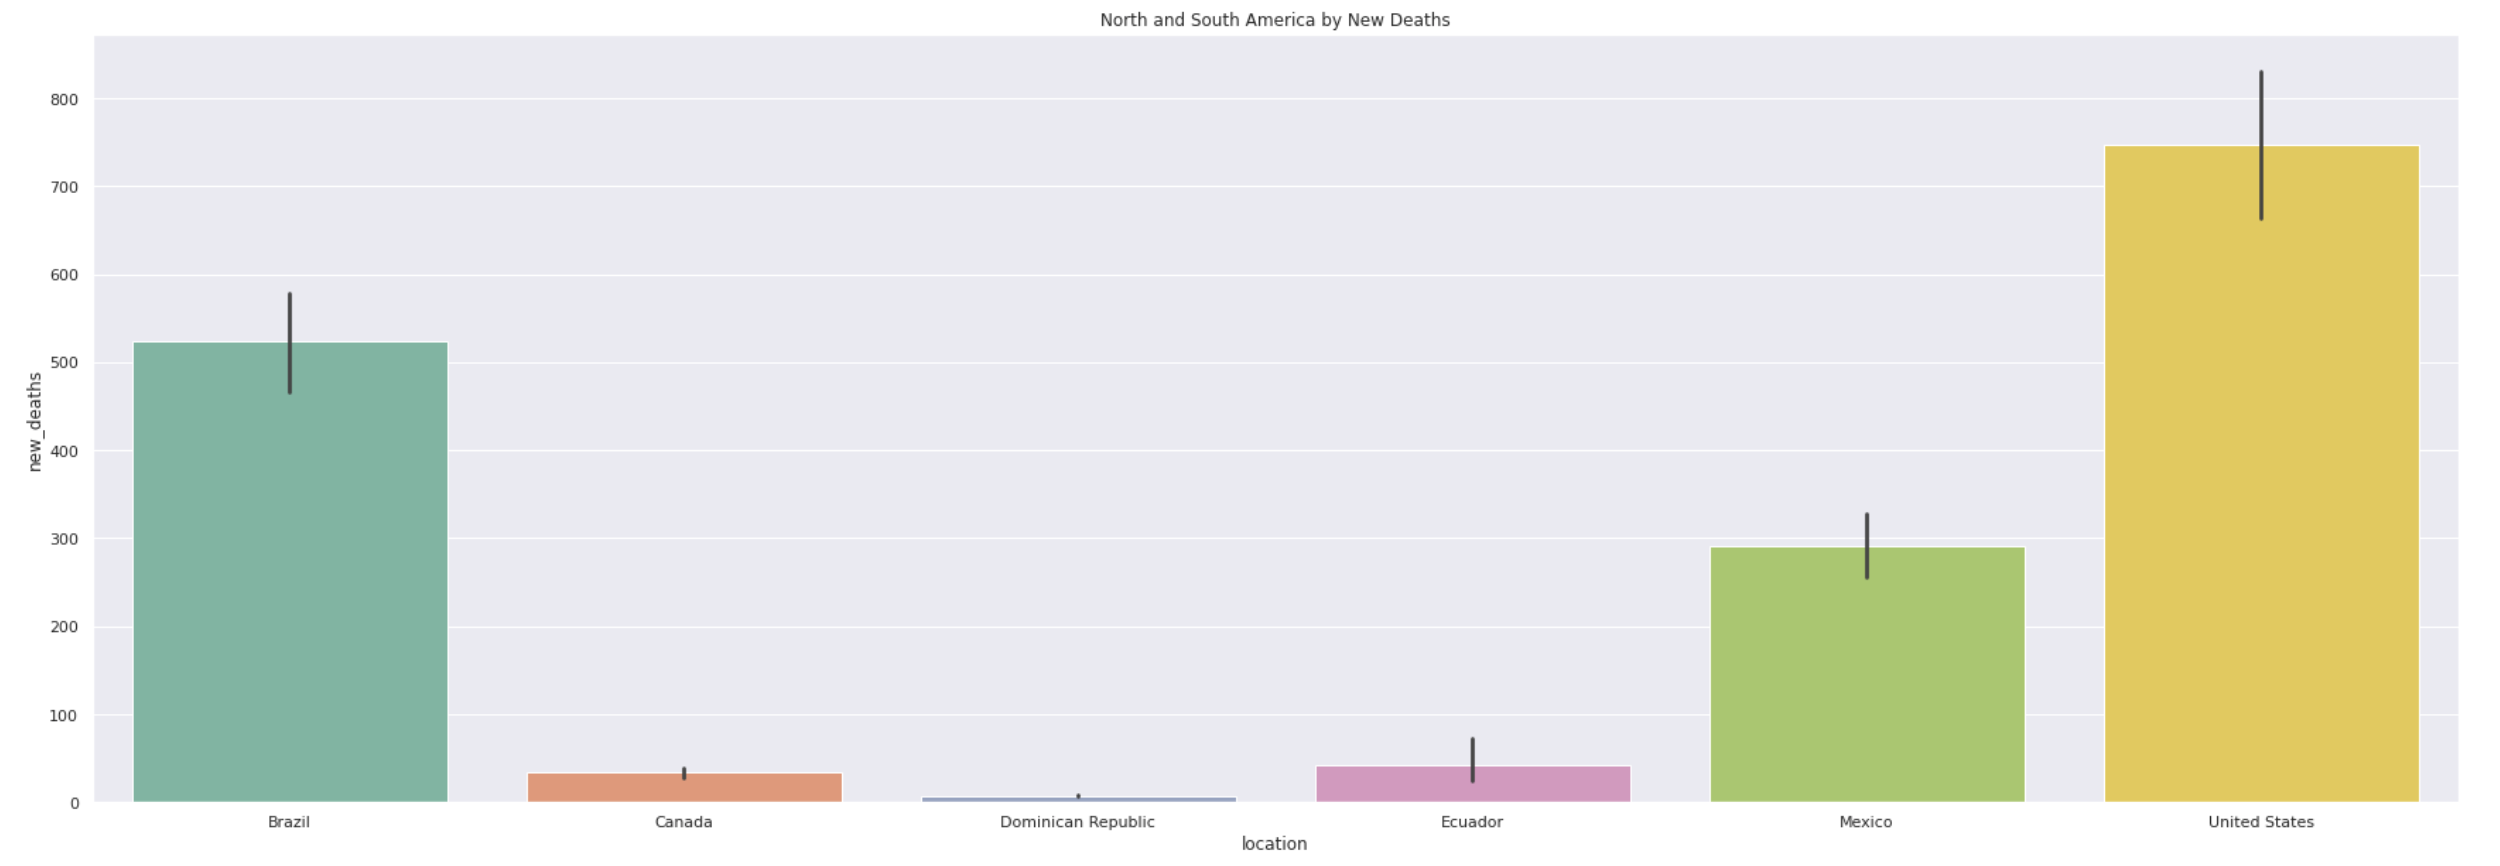 North and South America by New Deaths
800
700
600
500
400
300
200
100
0
new_deaths
Brazil
Canada
Dominican Republic
Ecuador
Mexico
United States
location